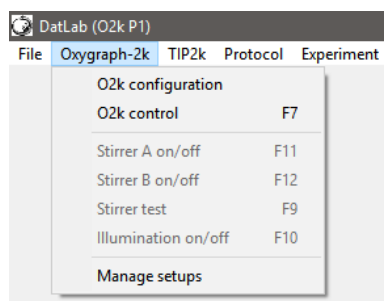 DatLab (O2k P1)
File Oxygraph-2k TIP2k Protocol Experiment
O2k configuration
O2k control F7
Stirrer A on/off F11
Stirrer B on/off F12
Stirrer test F9
Illumination on/off F10
Manage setups